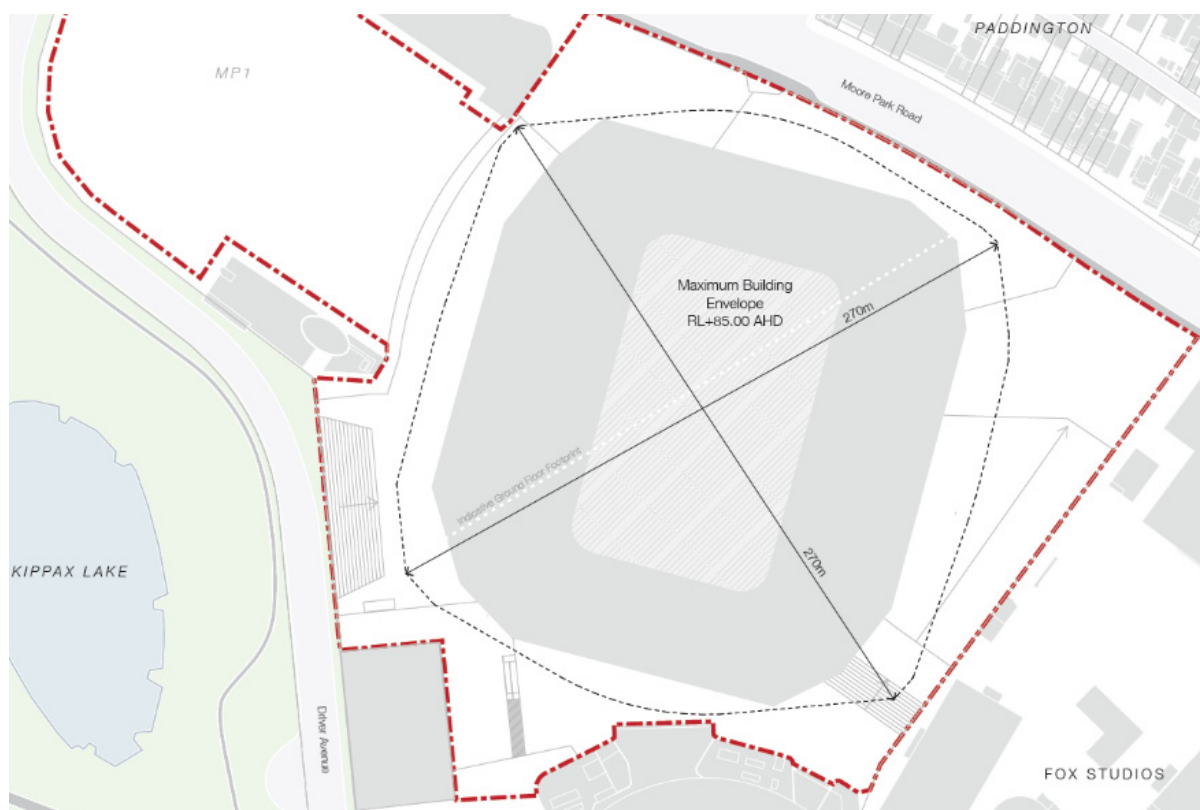 PADDINGTON
MP1
Moore Park Road
Maximum Building
Envelope
RL+85.00 AHD
270m
Indicative Ground Floor Footprint
270m
KIPPAX LAKE
Driver Avenue
FOX STUDIOS